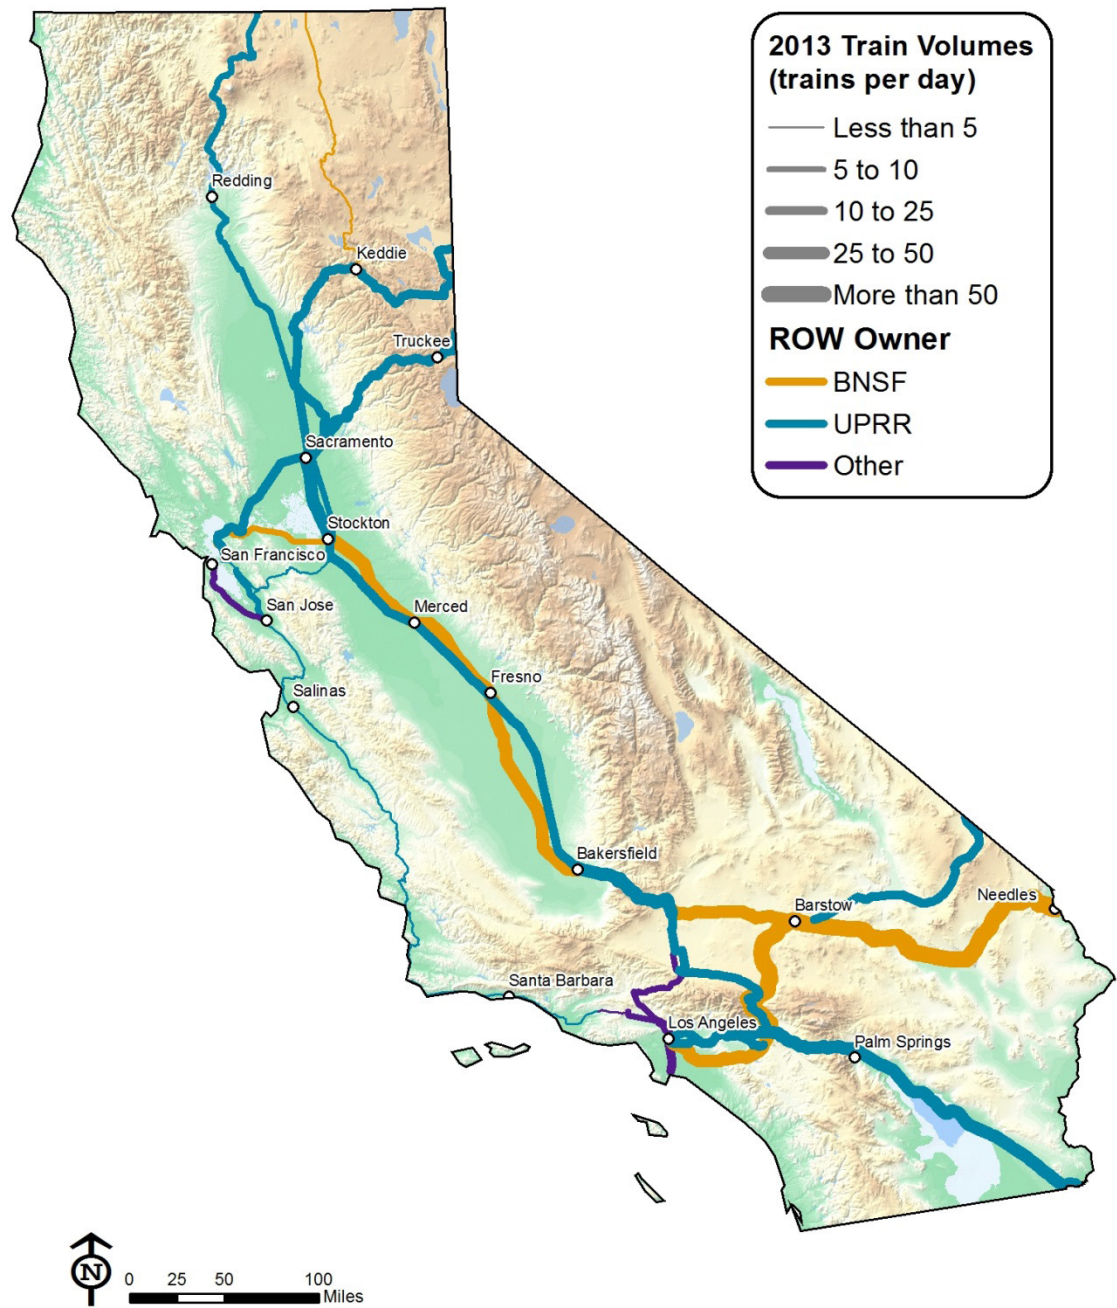 2013 Train Volumes
(trains per day)
Less than 5
5 to 10
10 to 25
25 to 50
More than 50
ROW Owner
BNSF
UPRR
Other
Redding
Keddie
Truckee
Sacramento
Stockton
San Francisco
San Jose
Merced
Salinas
Fresno
Bakersfield
Barstow
Needles
Santa Barbara
Los Angeles
Palm Springs
N
0 25 50 100
Miles